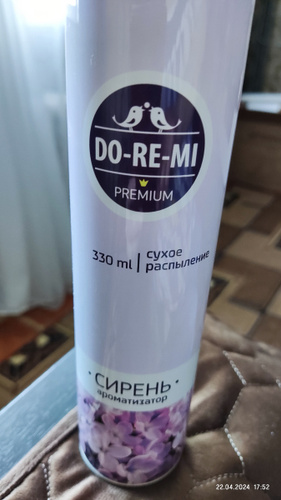 DO-RE-MI
PREMIUM
330 ml | сухое
распыление
• СИРЕНЬ •
ароматизатор
22.04.2024 17:52